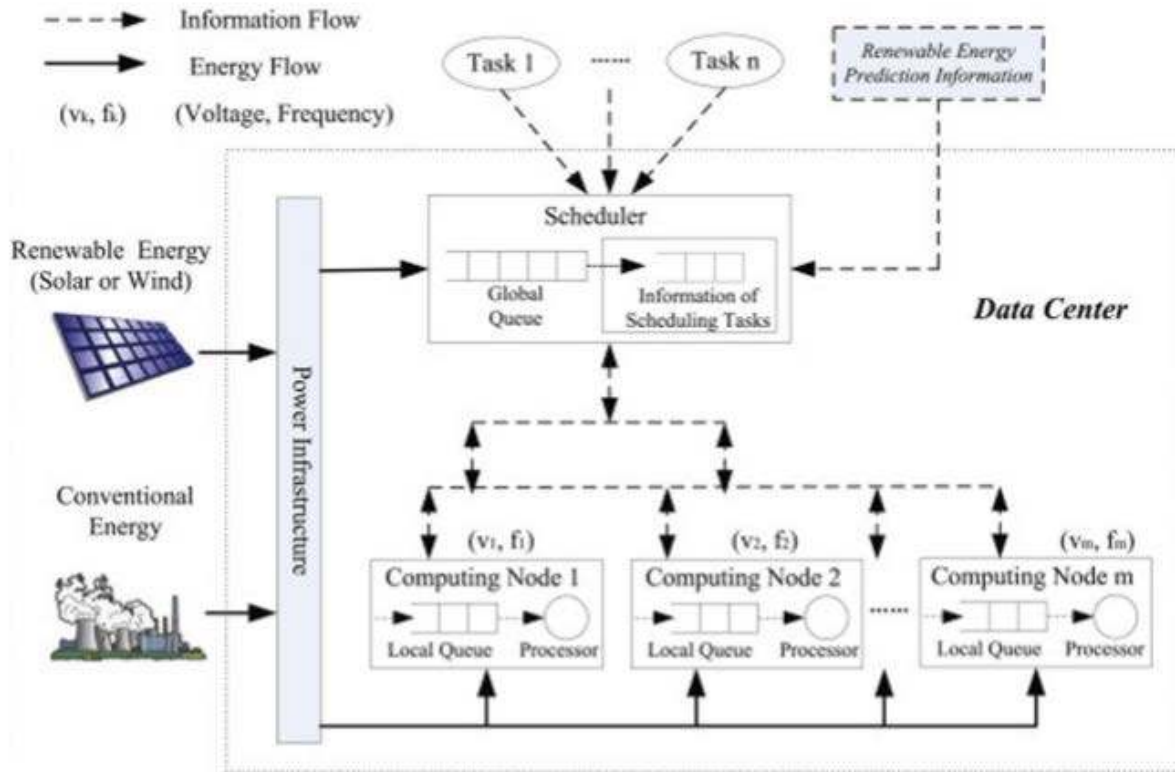 Information Flow
Energy Flow
(vk, fk) (Voltage, Frequency)
Task 1 ...... Task n
Renewable Energy
Prediction Information
Scheduler
Global
Queue
Information of
Scheduling Tasks
Data Center
Renewable Energy
(Solar or Wind)
Conventional
Energy
Power Infrastructure
(v1, f1)
Computing Node 1
Local Queue Processor
(v2, f2)
Computing Node 2
Local Queue Processor
......
(vm, fm)
Computing Node m
Local Queue Processor